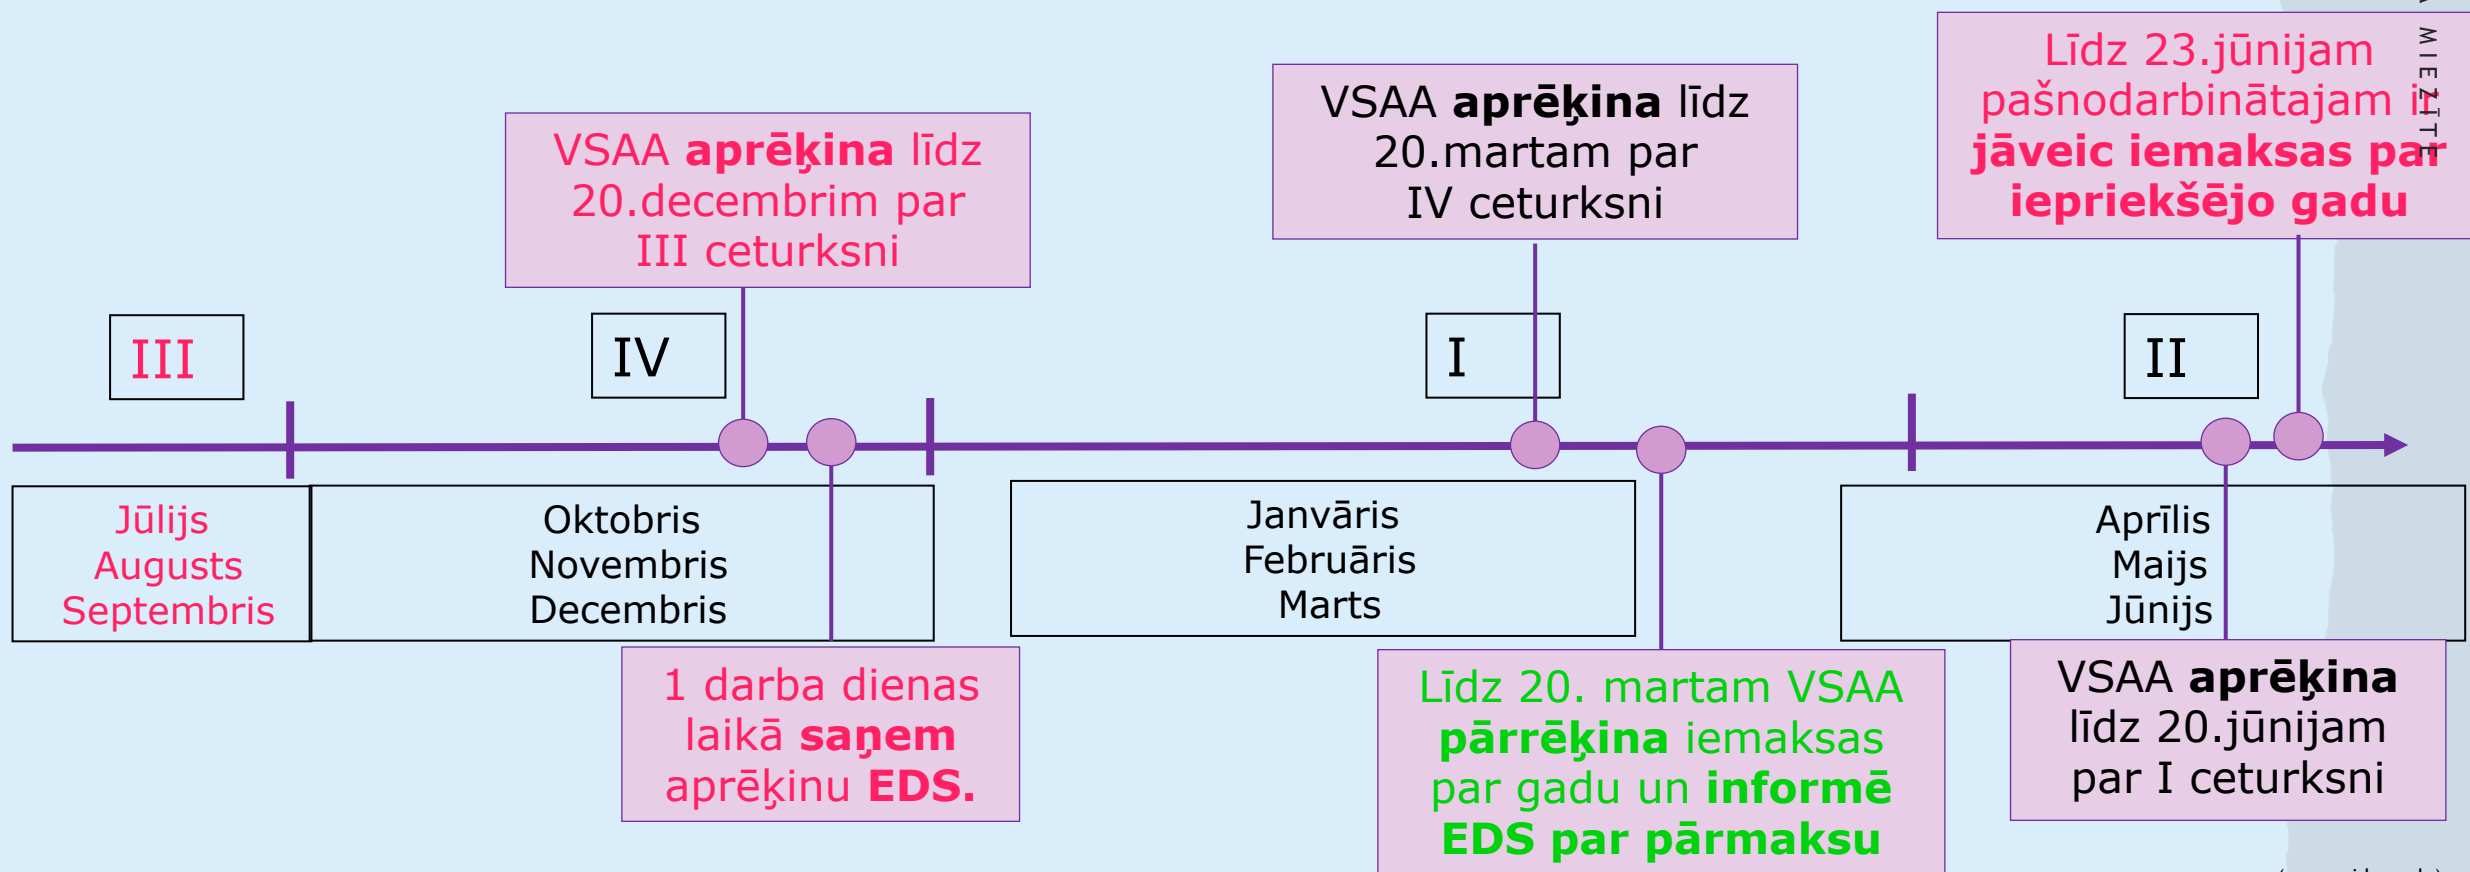 Līdz 23.jūnijam
pašnodarbinātajam ir
jāveic iemaksas par
iepriekšējo gadu
MIEZĪTE
VSAA aprēķina līdz
20.martam par
IV ceturksni
VSAA aprēķina līdz
20.decembrim par
III ceturksni
III
IV
I
II
Jūlijs
Augusts
Septembris
Oktobris
Novembris
Decembris
Janvāris
Februāris
Marts
Aprīlis
Maijs
Jūnijs
1 darba dienas
laikā saņem
aprēķinu EDS.
Līdz 20. martam VSAA
pārrēķina iemaksas
par gadu un informē
EDS par pārmaksu
VSAA aprēķina
līdz 20.jūnijam
par I ceturksni